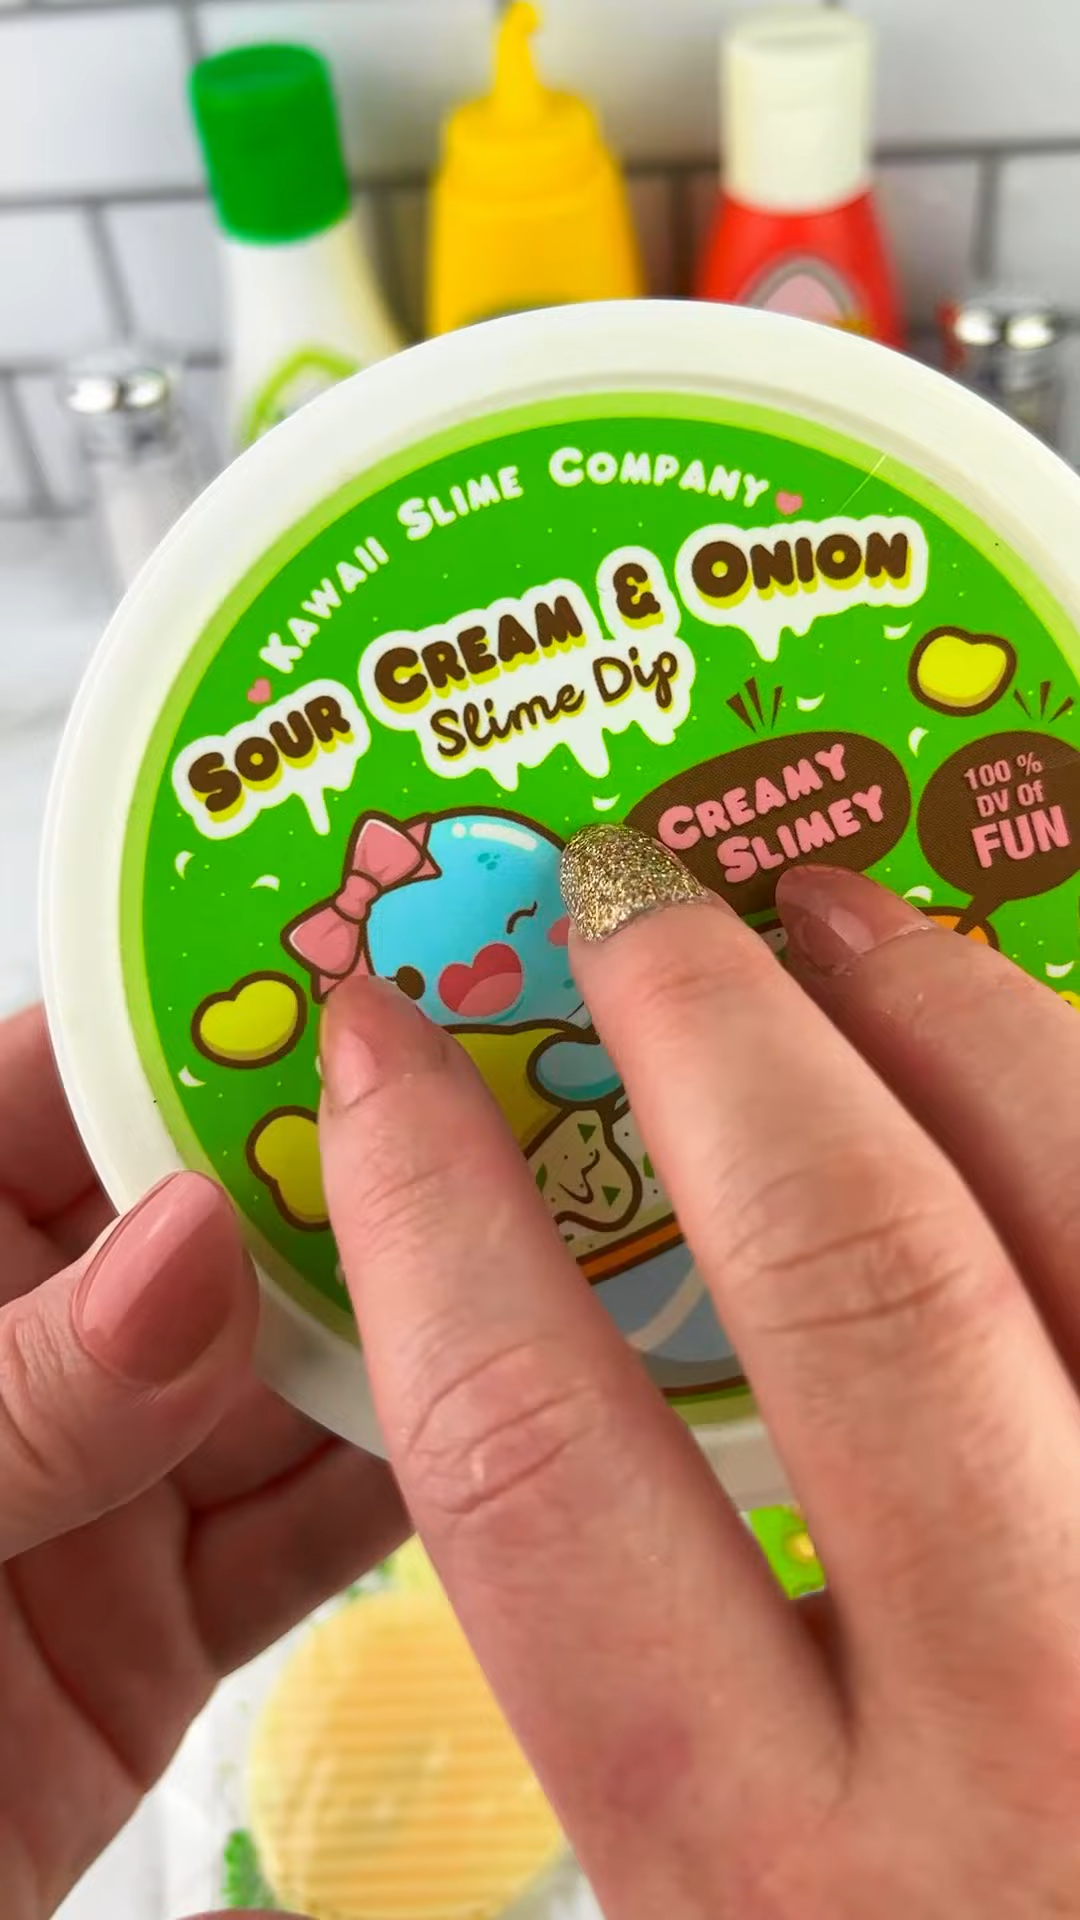 KAWAII SLIME COMPANY
SOUR CREAM & ONION
Slime Dip
CREAMY
SLIMEY
100 %
DV Of
FUN